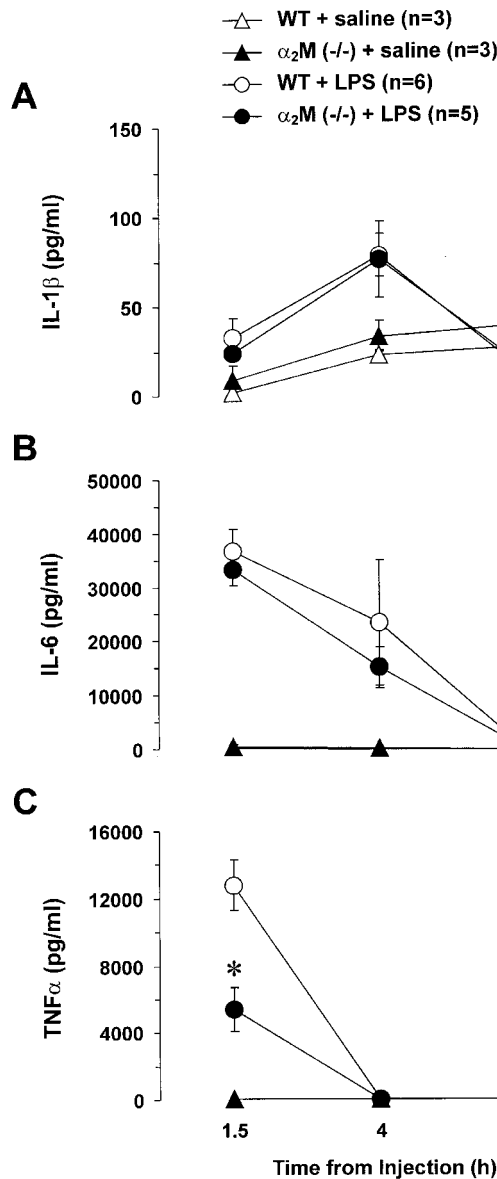 WT + saline (n=3)
α₂M (-/-) + saline (n=3)
WT + LPS (n=6)
α₂M (-/-) + LPS (n=5)
A
150
100
50
25
0
IL-1β (pg/ml)
B
50000
40000
30000
20000
10000
0
IL-6 (pg/ml)
C
16000
12000
8000
4000
0
TNFα (pg/ml)
*
1.5
4
Time from Injection (h)